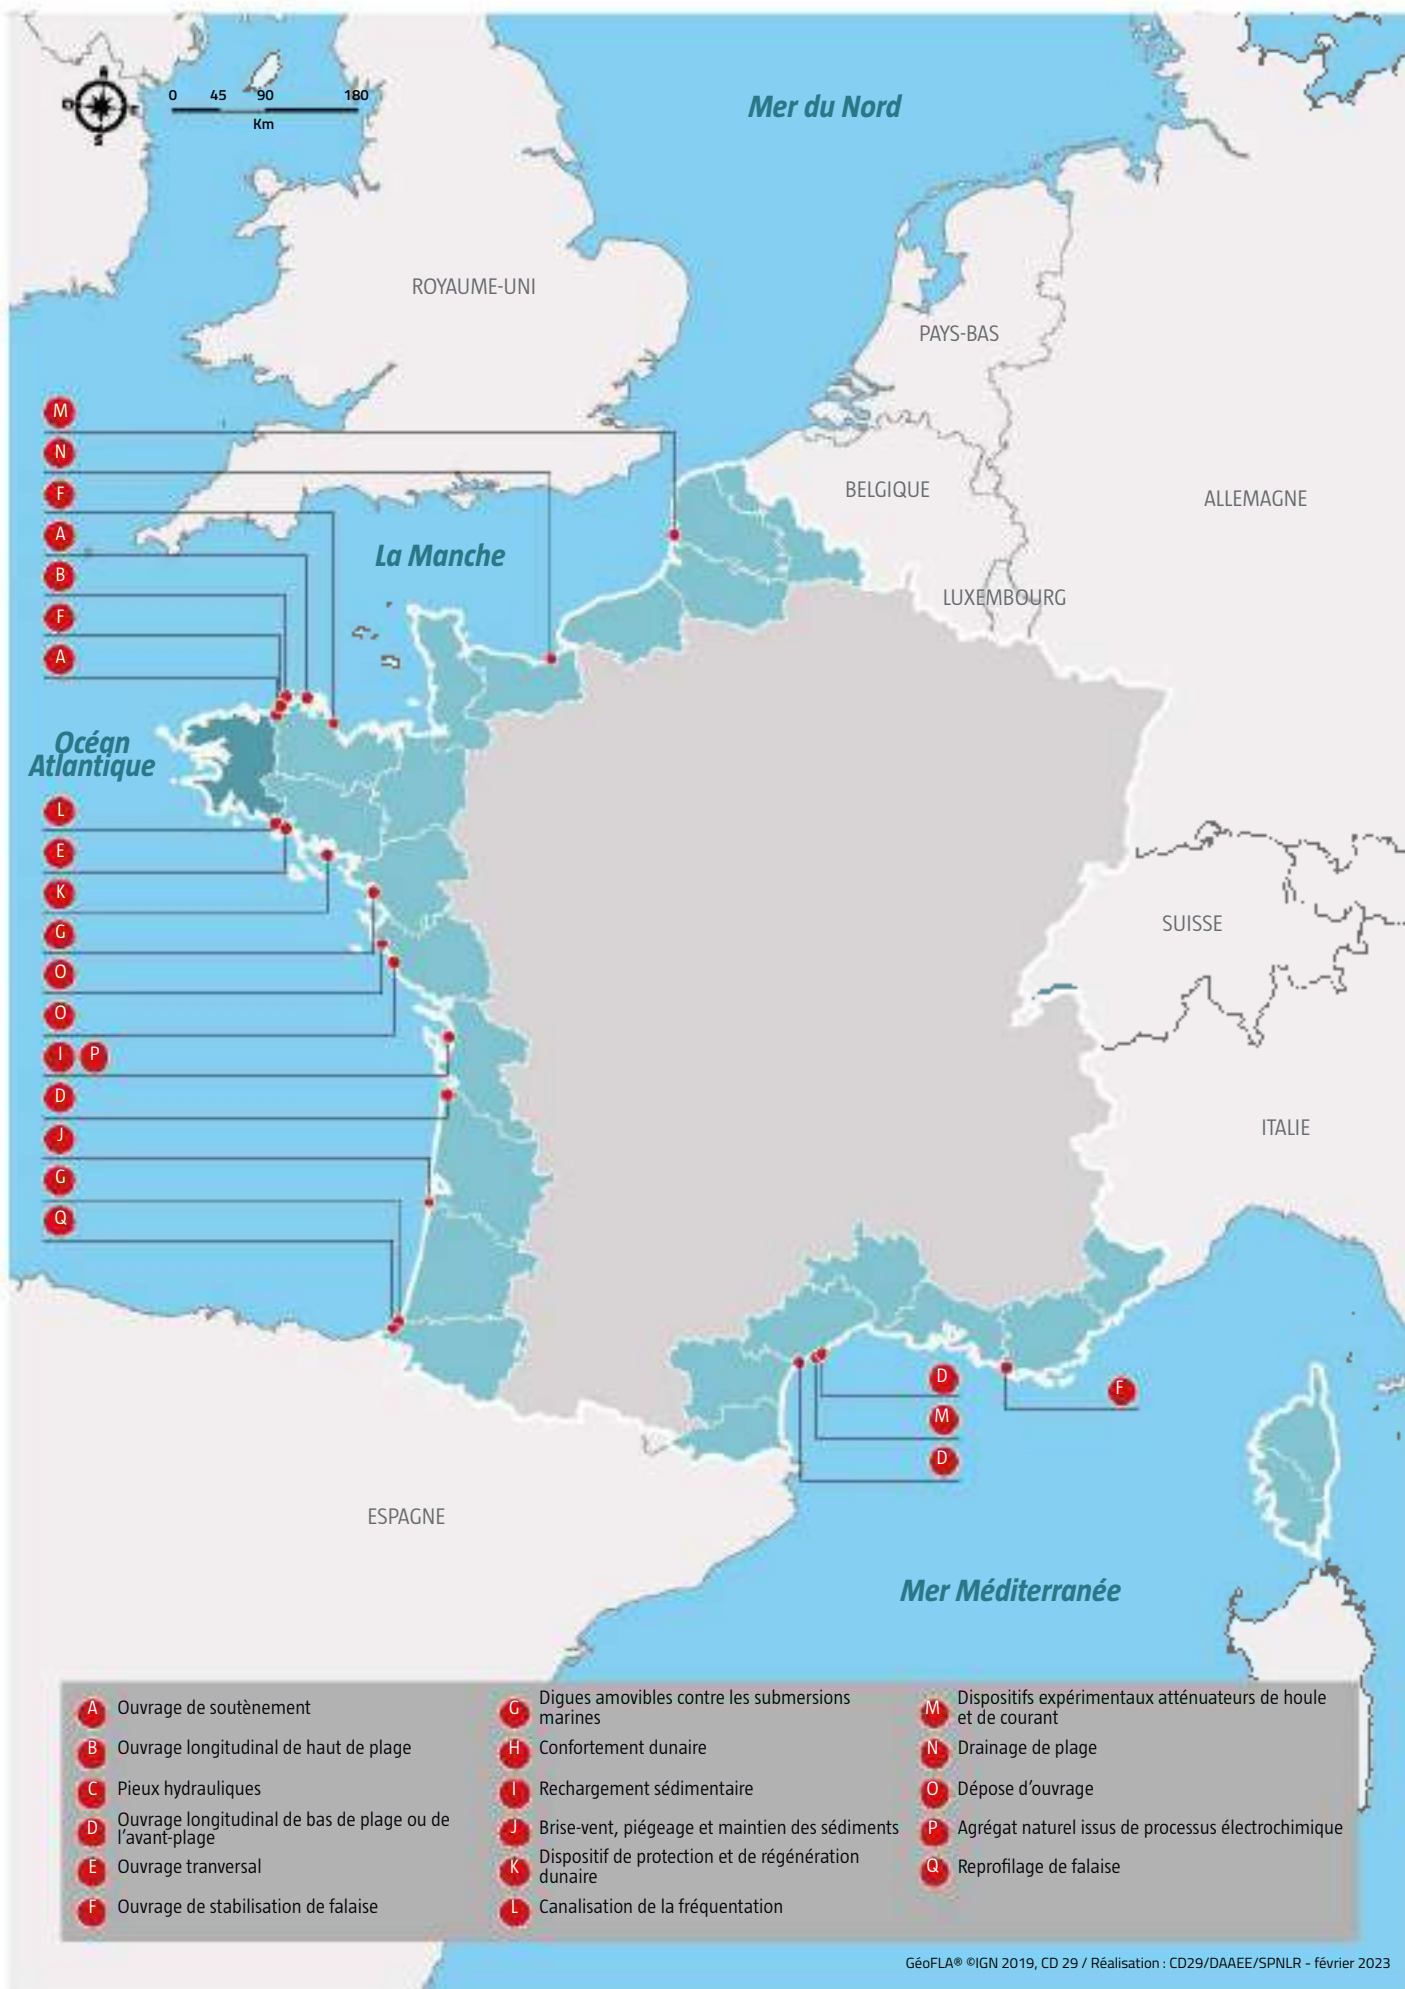 N
O
E
S
0 45 90 180
Km
Mer du Nord
ROYAUME-UNI
PAYS-BAS
BELGIQUE
ALLEMAGNE
LUXEMBOURG
La Manche
M
N
F
A
B
F
A
Océan
Atlantique
L
E
K
G
O
O
I P
D
J
G
Q
SUISSE
ITALIE
D
M
D
F
ESPAGNE
Mer Méditerranée
A Ouvrage de soutènement
B Ouvrage longitudinal de haut de plage
C Pieux hydrauliques
D Ouvrage longitudinal de bas de plage ou de
l'avant-plage
E Ouvrage tranversal
F Ouvrage de stabilisation de falaise
G Digues amovibles contre les submersions
marines
H Confortement dunaire
I Rechargement sédimentaire
J Brise-vent, piégeage et maintien des sédiments
K Dispositif de protection et de régénération
dunaire
L Canalisation de la fréquentation
M Dispositifs expérimentaux atténuateurs de houle
et de courant
N Drainage de plage
O Dépose d'ouvrage
P Agrégat naturel issus de processus électrochimique
Q Reprofilage de falaise
GéoFLA® ©IGN 2019, CD 29 / Réalisation : CD29/DAAEE/SPNLR - février 2023